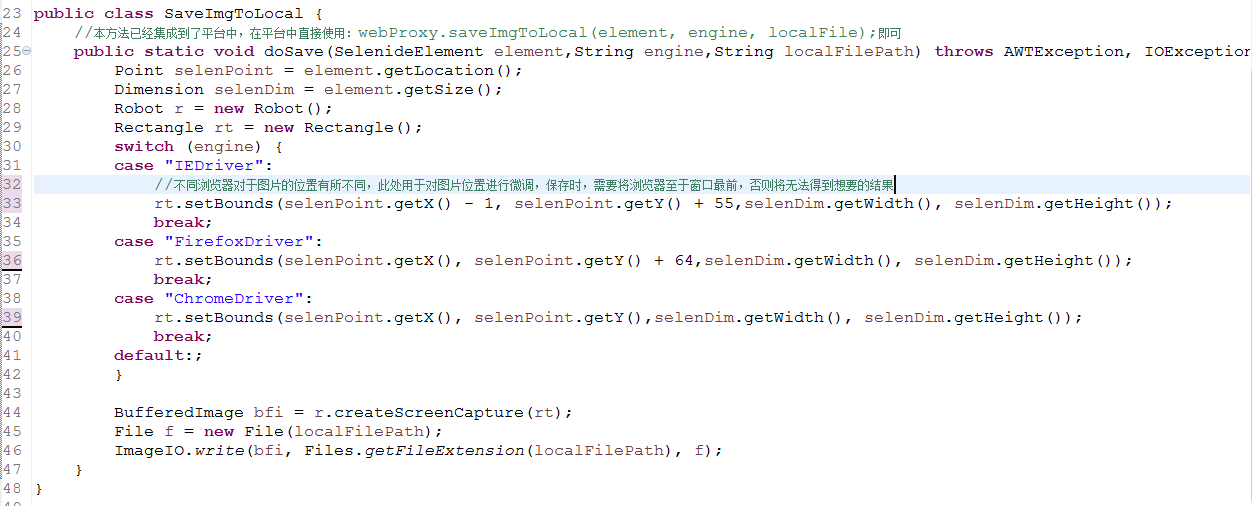 23 public class SaveImgToLocal {
24     //本方法已经集成到了平台中，在平台中直接使用：webProxy.saveImgToLocal(element, engine, localFile);即可
25     public static void doSave(SelenideElement element,String engine,String localFilePath) throws AWTException, IOException
26         Point selenPoint = element.getLocation();
27         Dimension selenDim = element.getSize();
28         Robot r = new Robot();
29         Rectangle rt = new Rectangle();
30         switch (engine) {
31         case "IEDriver":
32             //不同浏览器对于图片的位置有所不同，此处用于对图片位置进行微调，保存时，需要将浏览器至于窗口最前，否则将无法得到想要的结果
33             rt.setBounds(selenPoint.getX() - 1, selenPoint.getY() + 55,selenDim.getWidth(), selenDim.getHeight());
34             break;
35         case "FirefoxDriver":
36             rt.setBounds(selenPoint.getX(), selenPoint.getY() + 64,selenDim.getWidth(), selenDim.getHeight());
37             break;
38         case "ChromeDriver":
39             rt.setBounds(selenPoint.getX(), selenPoint.getY(),selenDim.getWidth(), selenDim.getHeight());
40             break;
41         default:;
42         }
43
44         BufferedImage bfi = r.createScreenCapture(rt);
45         File f = new File(localFilePath);
46         ImageIO.write(bfi, Files.getFileExtension(localFilePath), f);
47     }
48 }